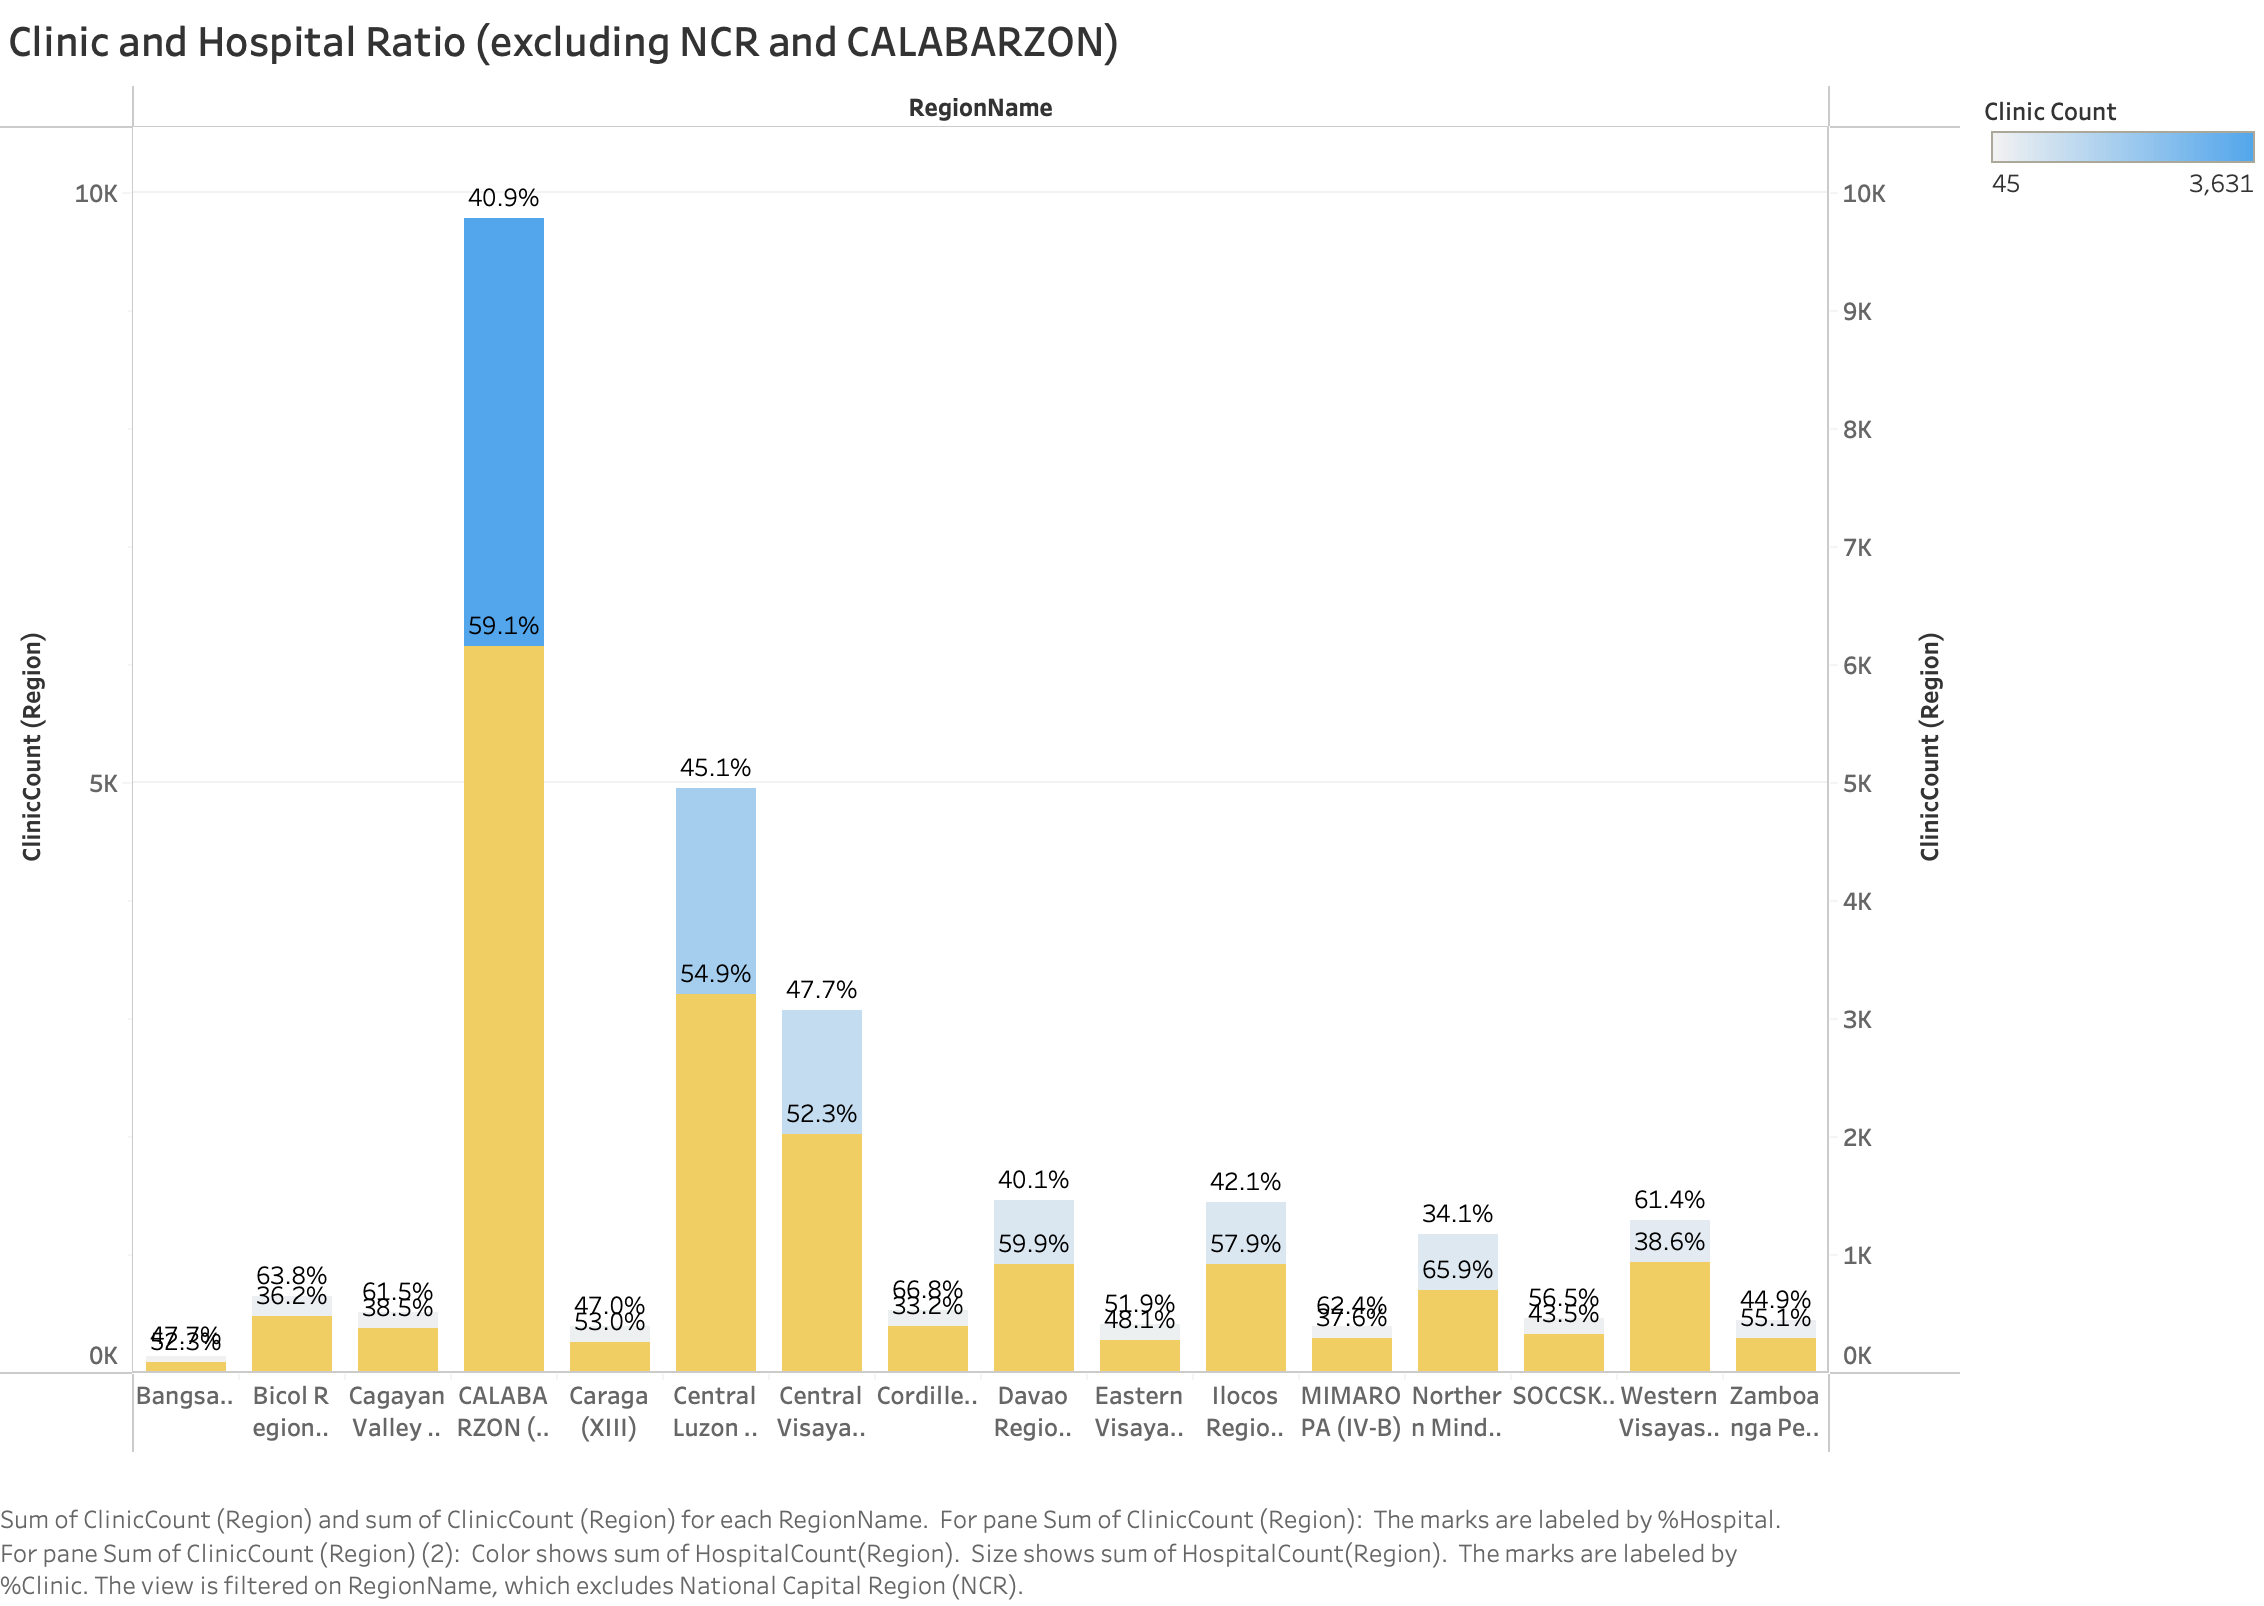 Clinic and Hospital Ratio (excluding NCR and CALABARZON)
RegionName
Clinic Count
45 3,631
ClinicCount (Region)
10K
5K
0K
10K
9K
8K
7K
6K
5K
4K
3K
2K
1K
0K
ClinicCount (Region)
47.7%
52.3%
63.8%
36.2%
61.5%
38.5%
40.9%
59.1%
47.0%
53.0%
45.1%
54.9%
47.7%
52.3%
66.8%
33.2%
40.1%
59.9%
51.9%
48.1%
42.1%
57.9%
62.4%
37.6%
34.1%
65.9%
56.5%
43.5%
61.4%
38.6%
44.9%
55.1%
Bangsa..
Bicol R
egion..
Cagayan
Valley ..
CALABA
RZON (..
Caraga
(XIII)
Central
Luzon ..
Central
Visaya..
Cordille..
Davao
Regio..
Eastern
Visaya..
Ilocos
Regio..
MIMARO
PA (IV-B)
Norther
n Mind..
SOCCSK..
Western
Visayas..
Zamboa
nga Pe..
Sum of ClinicCount (Region) and sum of ClinicCount (Region) for each RegionName.  For pane Sum of ClinicCount (Region):  The marks are labeled by %Hospital.
For pane Sum of ClinicCount (Region) (2):  Color shows sum of HospitalCount(Region).  Size shows sum of HospitalCount(Region).  The marks are labeled by
%Clinic. The view is filtered on RegionName, which excludes National Capital Region (NCR).